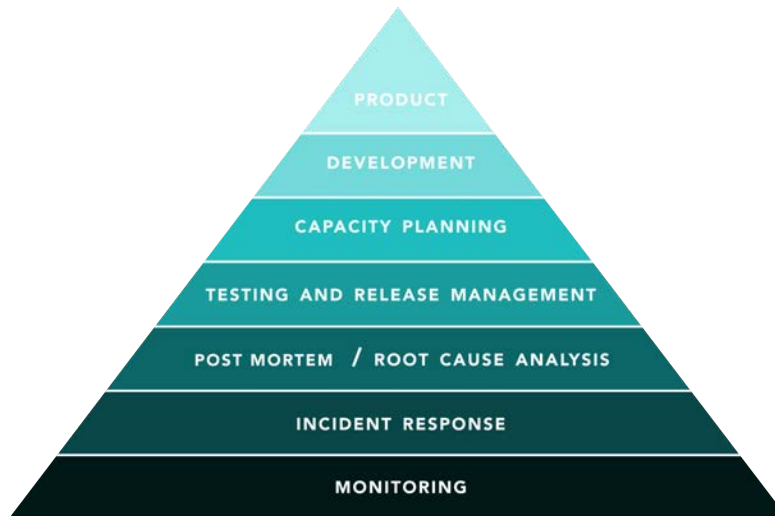 PRODUCT
DEVELOPMENT
CAPACITY PLANNING
TESTING AND RELEASE MANAGEMENT
POST MORTEM / ROOT CAUSE ANALYSIS
INCIDENT RESPONSE
MONITORING